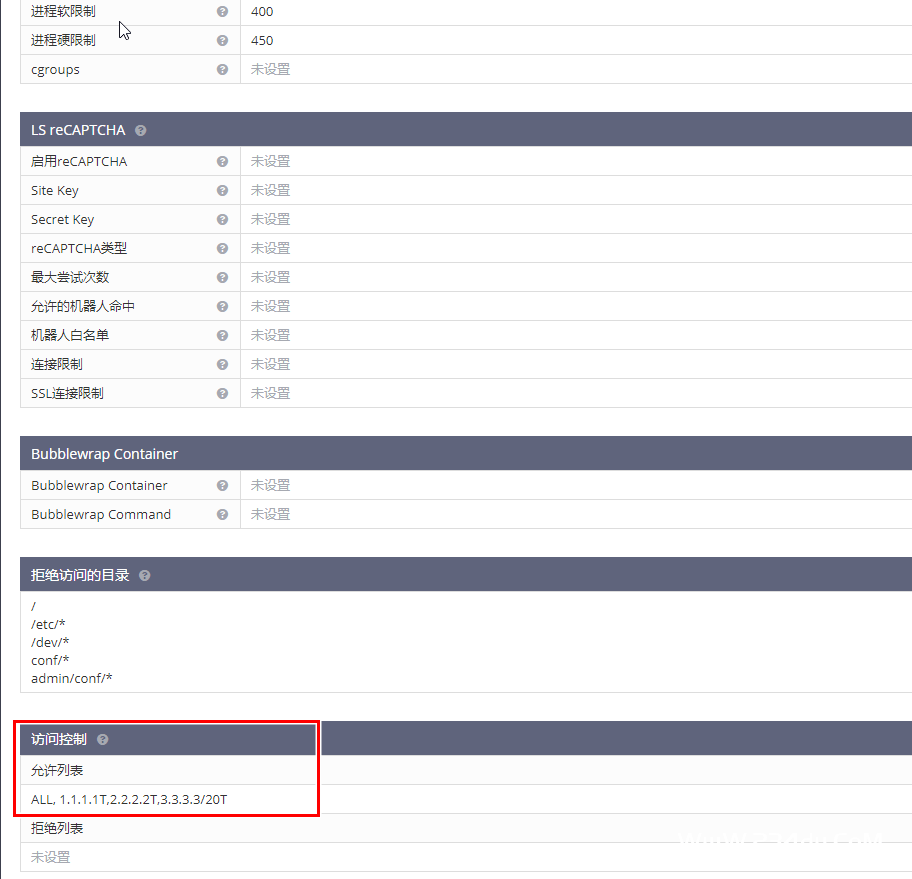 进程软限制 400
进程硬限制 450
cgroups 未设置
LS reCAPTCHA
启用reCAPTCHA 未设置
Site Key 未设置
Secret Key 未设置
reCAPTCHA类型 未设置
最大尝试次数 未设置
允许的机器人命中 未设置
机器人白名单 未设置
连接限制 未设置
SSL连接限制 未设置
Bubblewrap Container
Bubblewrap Container 未设置
Bubblewrap Command 未设置
拒绝访问的目录
/
/etc/*
/dev/*
conf/*
admin/conf/*
访问控制
允许列表
ALL, 1.1.1.1T,2.2.2.2T,3.3.3.3/20T
拒绝列表
未设置